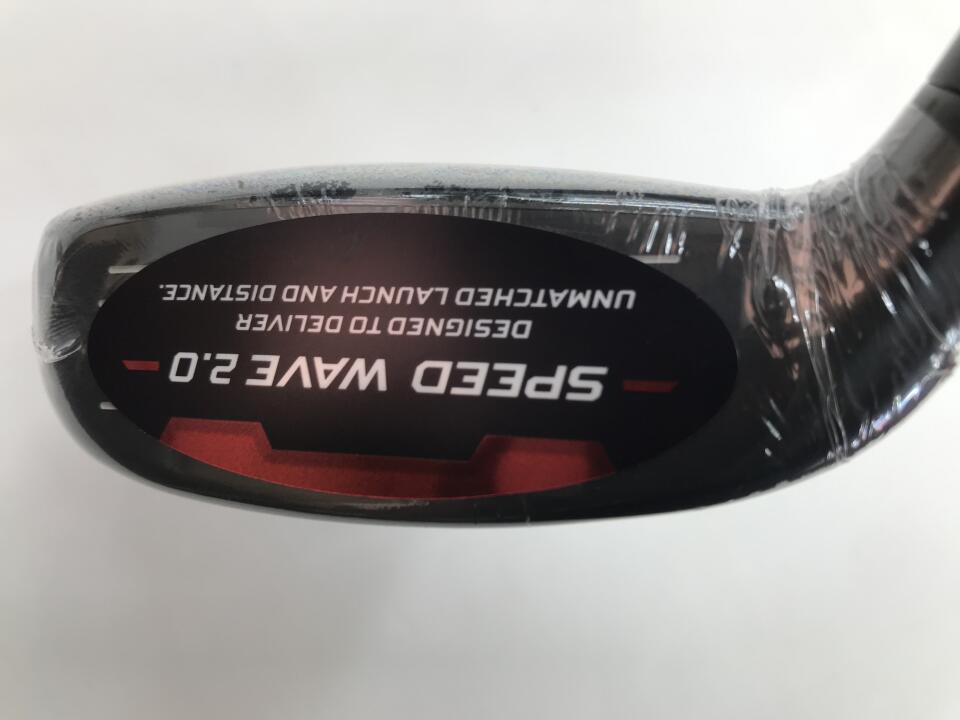 SPEED WAVE 2.0
DESIGNED TO DELIVER
UNMATCHED LAUNCH AND DISTANCE.